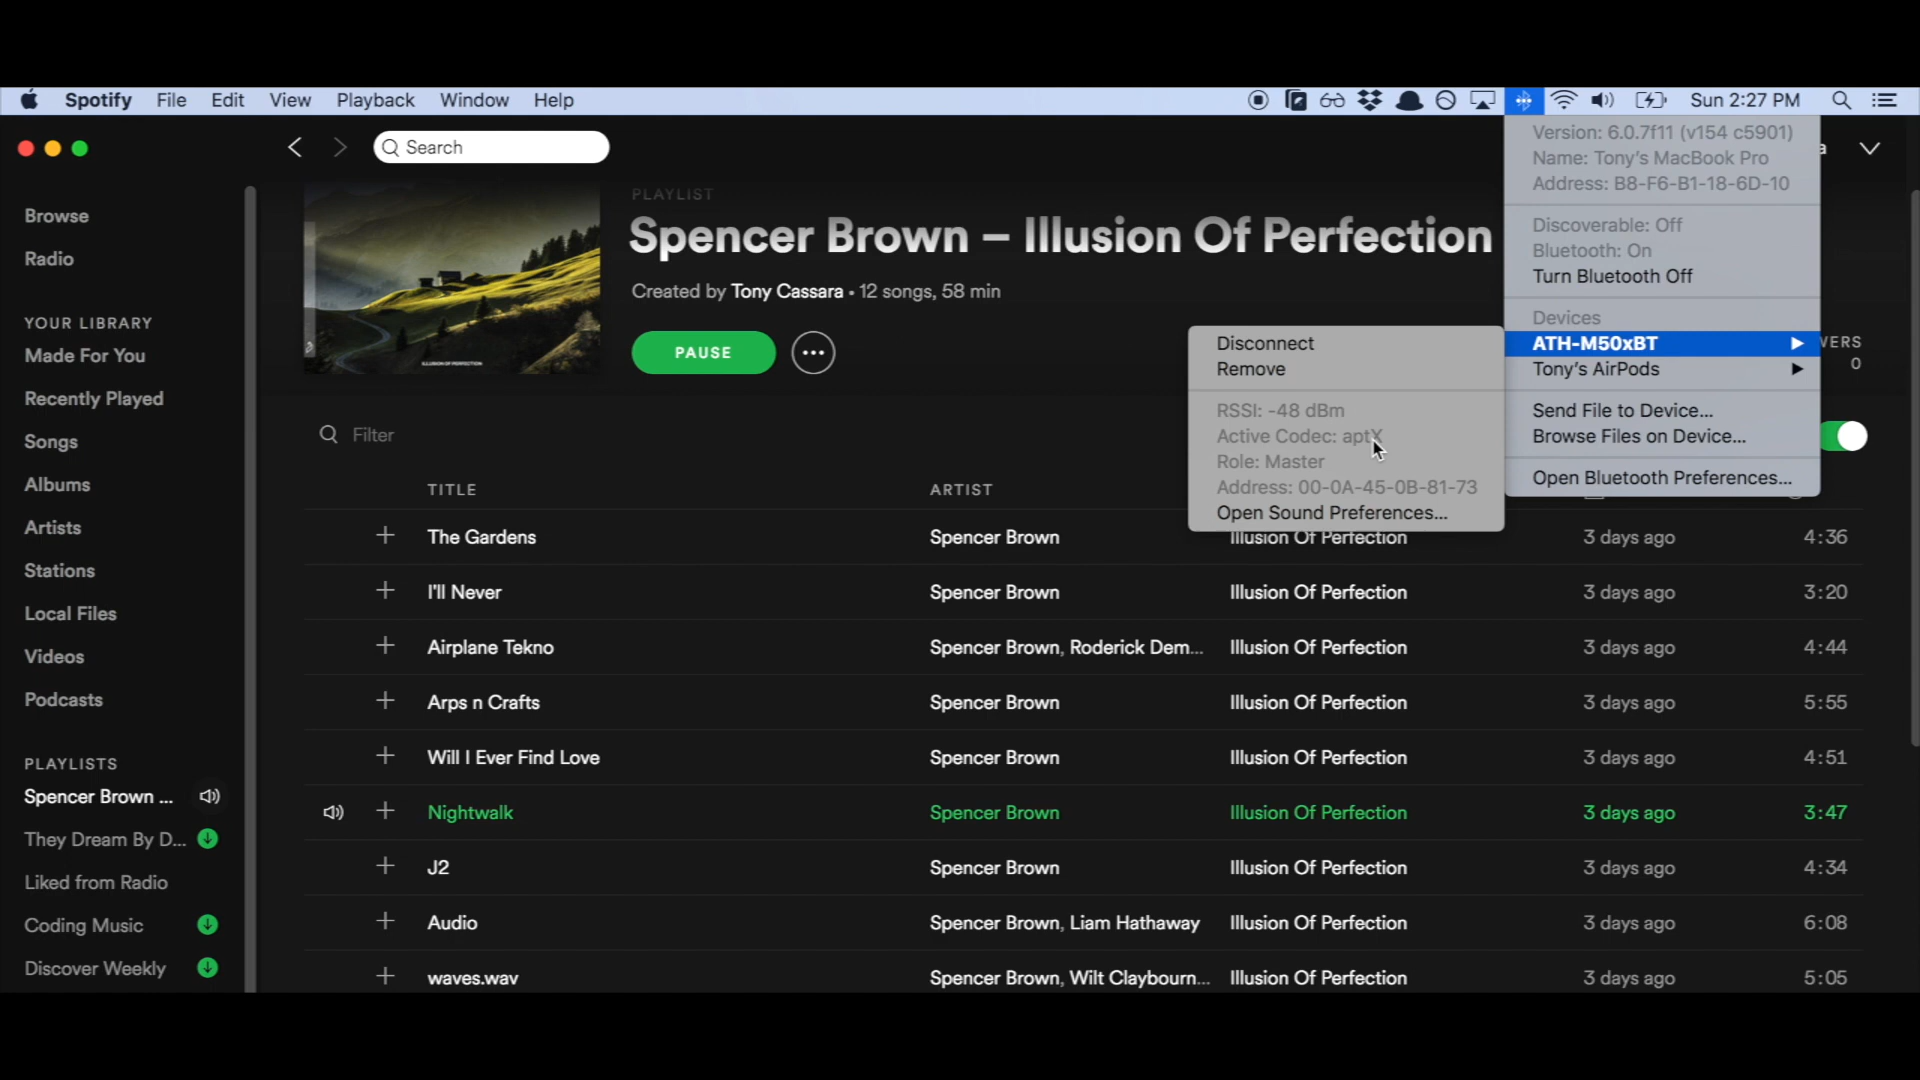 Spotify File Edit View Playback Window Help Sun 2:27 PM
Search
Browse
Radio
YOUR LIBRARY
Made For You
Recently Played
Songs
Albums
Artists
Stations
Local Files
Videos
Podcasts
PLAYLISTS
Spencer Brown ...
They Dream By D...
Liked from Radio
Coding Music
Discover Weekly
PLAYLIST
Spencer Brown – Illusion Of Perfection
Created by Tony Cassara • 12 songs, 58 min
PAUSE
ILLUSION OF PERFECTION
Version: 6.0.7f11 (v154 c5901)
Name: Tony's MacBook Pro
Address: B8-F6-B1-18-6D-10
Discoverable: Off
Bluetooth: On
Turn Bluetooth Off
Devices
ATH-M50xBT
Tony's AirPods
Send File to Device...
Browse Files on Device...
Open Bluetooth Preferences...
Disconnect
Remove
RSSI: -48 dBm
Active Codec: aptX
Role: Master
Address: 00-0A-45-0B-81-73
Open Sound Preferences...
a
WERS
0
Filter
TITLE ARTIST
The Gardens Spencer Brown Illusion Of Perfection 3 days ago 4:36
I'll Never Spencer Brown Illusion Of Perfection 3 days ago 3:20
Airplane Tekno Spencer Brown, Roderick Dem... Illusion Of Perfection 3 days ago 4:44
Arps n Crafts Spencer Brown Illusion Of Perfection 3 days ago 5:55
Will I Ever Find Love Spencer Brown Illusion Of Perfection 3 days ago 4:51
Nightwalk Spencer Brown Illusion Of Perfection 3 days ago 3:47
J2 Spencer Brown Illusion Of Perfection 3 days ago 4:34
Audio Spencer Brown, Liam Hathaway Illusion Of Perfection 3 days ago 6:08
waves.wav Spencer Brown, Wilt Claybourn... Illusion Of Perfection 3 days ago 5:05